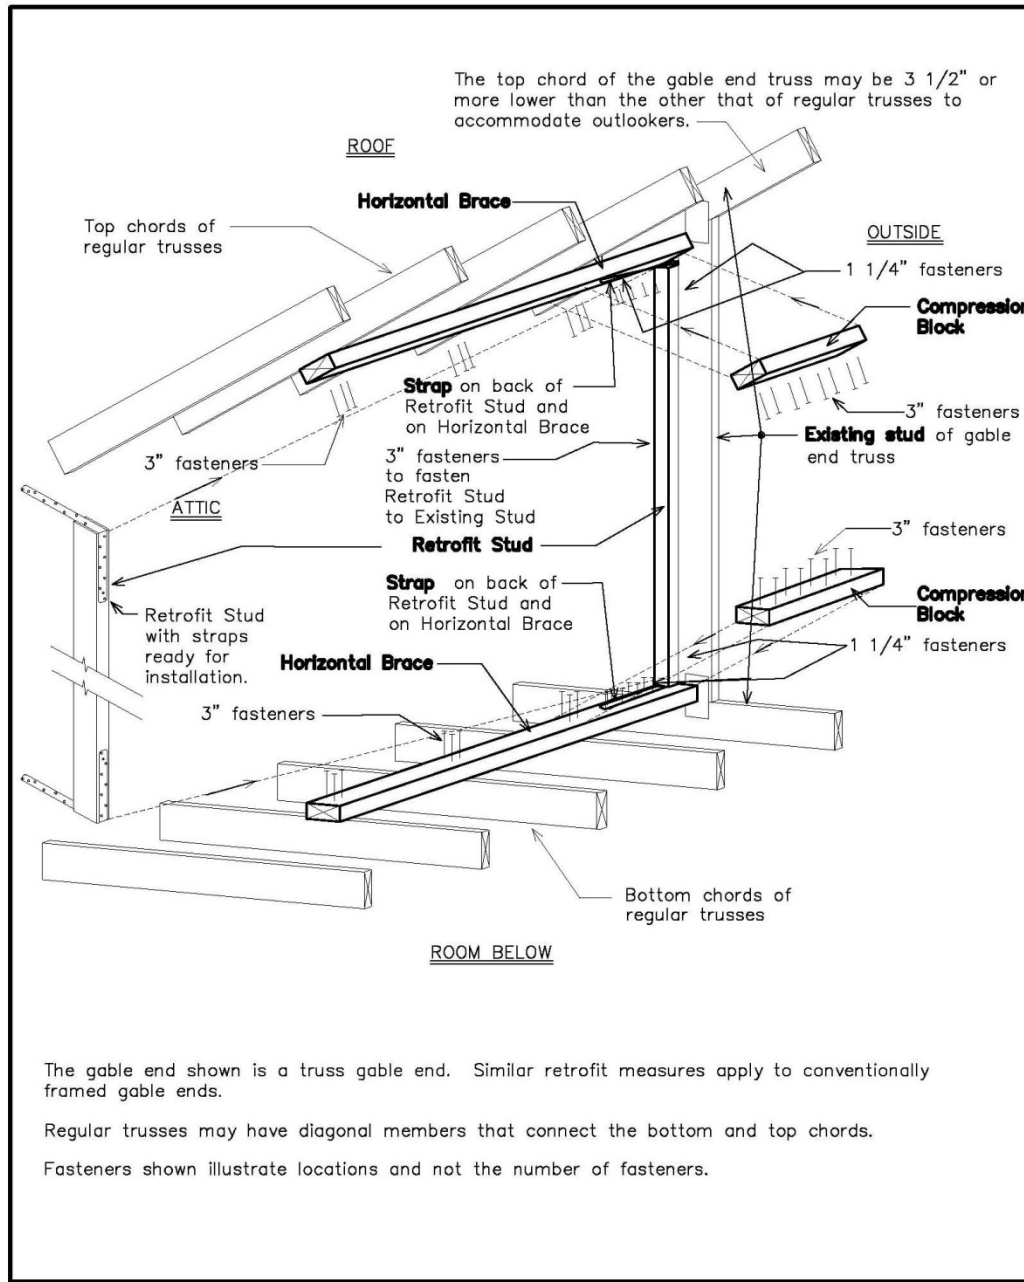 The top chord of the gable end truss may be 3 1/2" or
more lower than the other that of regular trusses to
accommodate outlookers.
ROOF
Horizontal Brace
Top chords of
regular trusses
OUTSIDE
1 1/4" fasteners
Compression
Block
Strap on back of
Retrofit Stud and
on Horizontal Brace
3" fasteners
Existing stud of gable
end truss
3" fasteners
3" fasteners
to fasten
Retrofit Stud
to Existing Stud
ATTIC
Retrofit Stud
3" fasteners
Strap on back of
Retrofit Stud and
on Horizontal Brace
Compression
Block
Retrofit Stud
with straps
ready for
installation.
1 1/4" fasteners
Horizontal Brace
3" fasteners
Bottom chords of
regular trusses
ROOM BELOW
The gable end shown is a truss gable end. Similar retrofit measures apply to conventionally
framed gable ends.
Regular trusses may have diagonal members that connect the bottom and top chords.
Fasteners shown illustrate locations and not the number of fasteners.